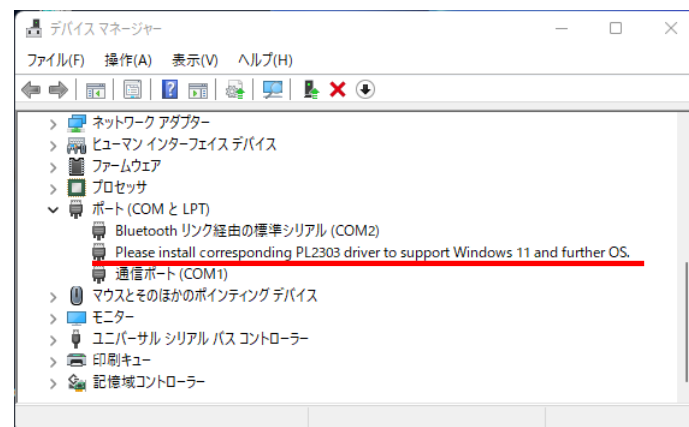 デバイス マネージャー
ファイル(F) 操作(A) 表示(V) ヘルプ(H)
ネットワーク アダプター
ヒューマン インターフェイス デバイス
ファームウェア
プロセッサ
ポート (COM と LPT)
Bluetooth リンク経由の標準シリアル (COM2)
Please install corresponding PL2303 driver to support Windows 11 and further OS.
通信ポート (COM1)
マウスとそのほかのポインティング デバイス
モニター
ユニバーサル シリアル バス コントローラー
印刷キュー
記憶域コントローラー